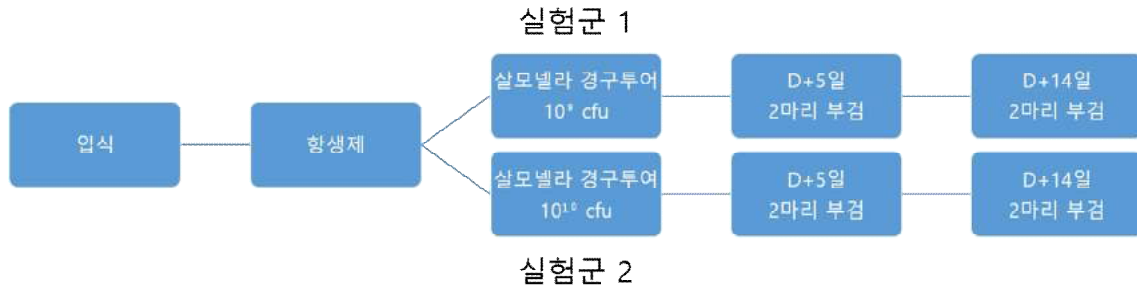 실험군 1
입식
항생제
살모넬라 경구투어
10⁹ cfu
D+5일
2마리 부검
D+14일
2마리 부검
살모넬라 경구투여
10¹⁰ cfu
D+5일
2마리 부검
D+14일
2마리 부검
실험군 2